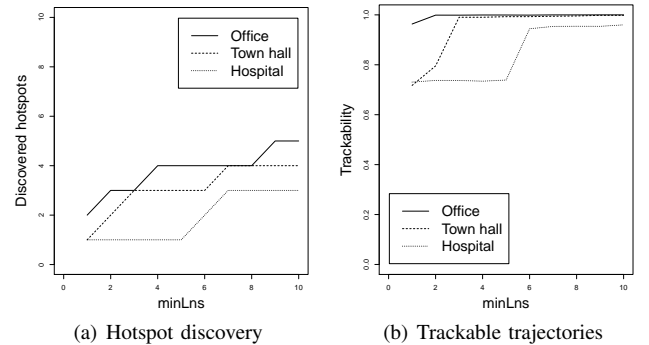 Discovered hotspots
10
8
6
4
2
0
Office
Town hall
Hospital
0 2 4 6 8 10
minLns
(a) Hotspot discovery
Trackability
1.0
0.8
0.6
0.4
0.2
0.0
Office
Town hall
Hospital
0 2 4 6 8 10
minLns
(b) Trackable trajectories